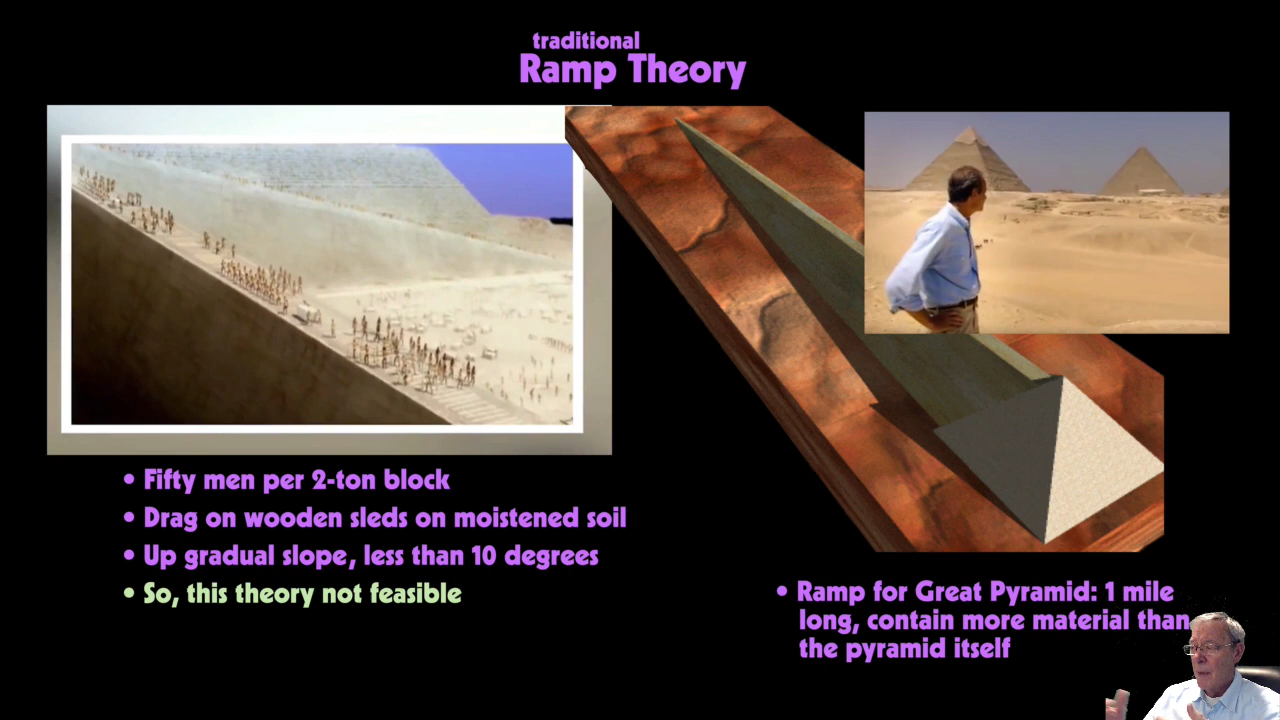 traditional
Ramp Theory
• Fifty men per 2-ton block
• Drag on wooden sleds on moistened soil
• Up gradual slope, less than 10 degrees
• So, this theory not feasible
• Ramp for Great Pyramid: 1 mile
long, contain more material than
the pyramid itself